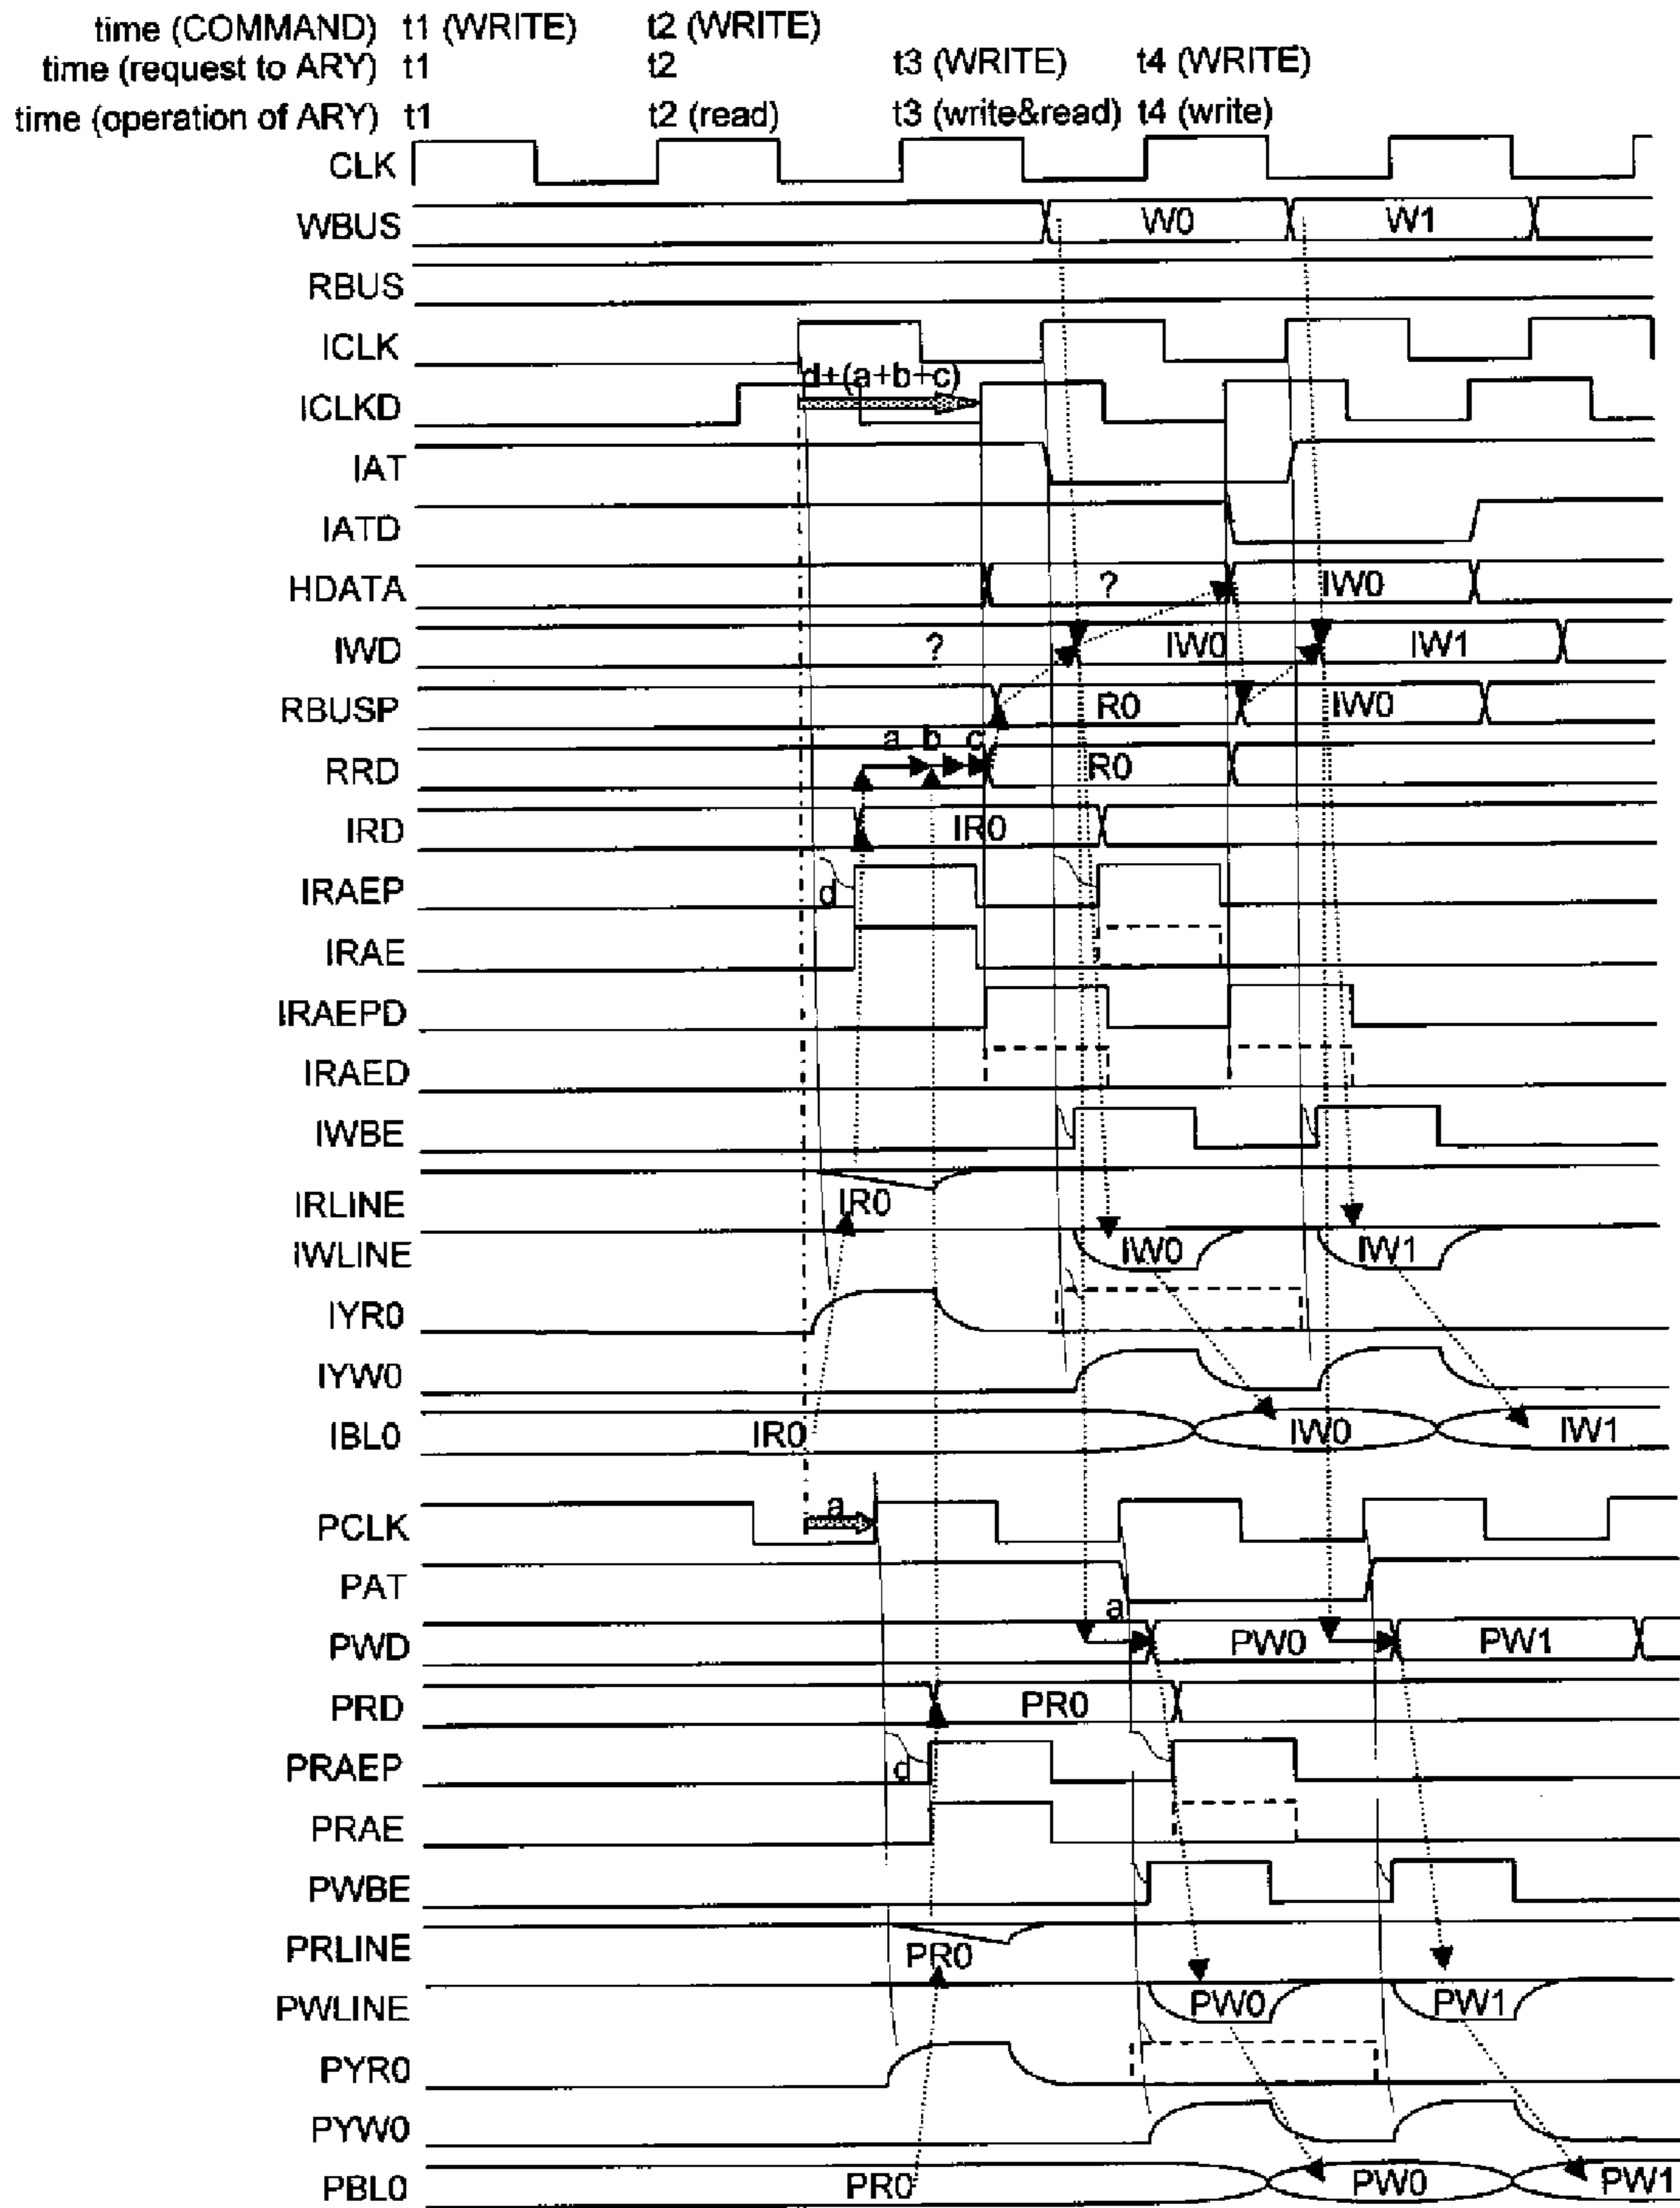 time (COMMAND) t1 (WRITE) t2 (WRITE)
time (request to ARY) t1 t2 t3 (WRITE) t4 (WRITE)
time (operation of ARY) t1 t2 (read) t3 (write&read) t4 (write)
CLK
WBUS W0 W1
RBUS
ICLK
d+(a+b+c)
ICLKD
IAT
IATD
HDATA ? IW0
IWD ? IW0 IW1
RBUSP R0 IW0
a b c
RRD R0
IRD IR0
IRAEP d
IRAE
IRAEPD
IRAED
IWBE
IRLINE IR0
IWLINE IW0 IW1
IYR0
IYW0
IBL0 IR0 IW0 IW1
a
PCLK
PAT
a
PWD PW0 PW1
PRD PR0
PRAEP d
PRAE
PWBE
PRLINE PR0
PWLINE PW0 PW1
PYR0
PYW0
PBL0 PR0 PW0 PW1